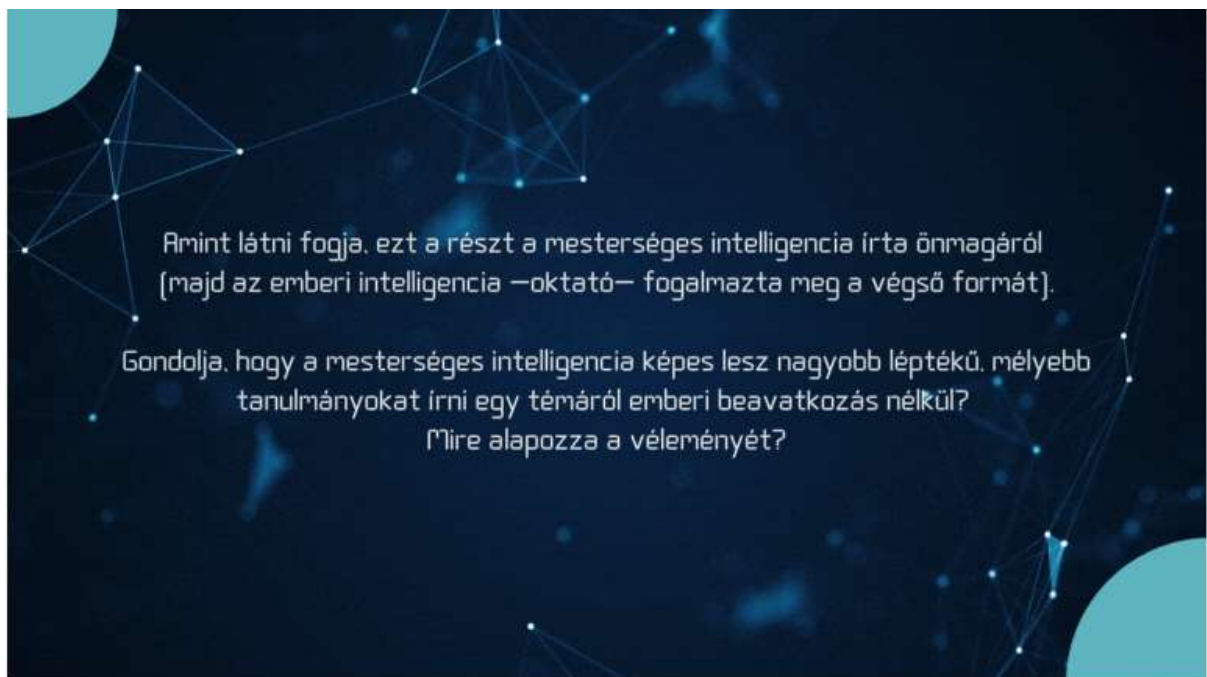 Amint látni fogja, ezt a részt a mesterséges intelligencia írta önmagáról
(majd az emberi intelligencia —oktató— fogalmazta meg a végső formát).
Gondolja, hogy a mesterséges intelligencia képes lesz nagyobb léptékű, mélyebb
tanulmányokat írni egy témáról emberi beavatkozás nélkül?
Mire alapozza a véleményét?